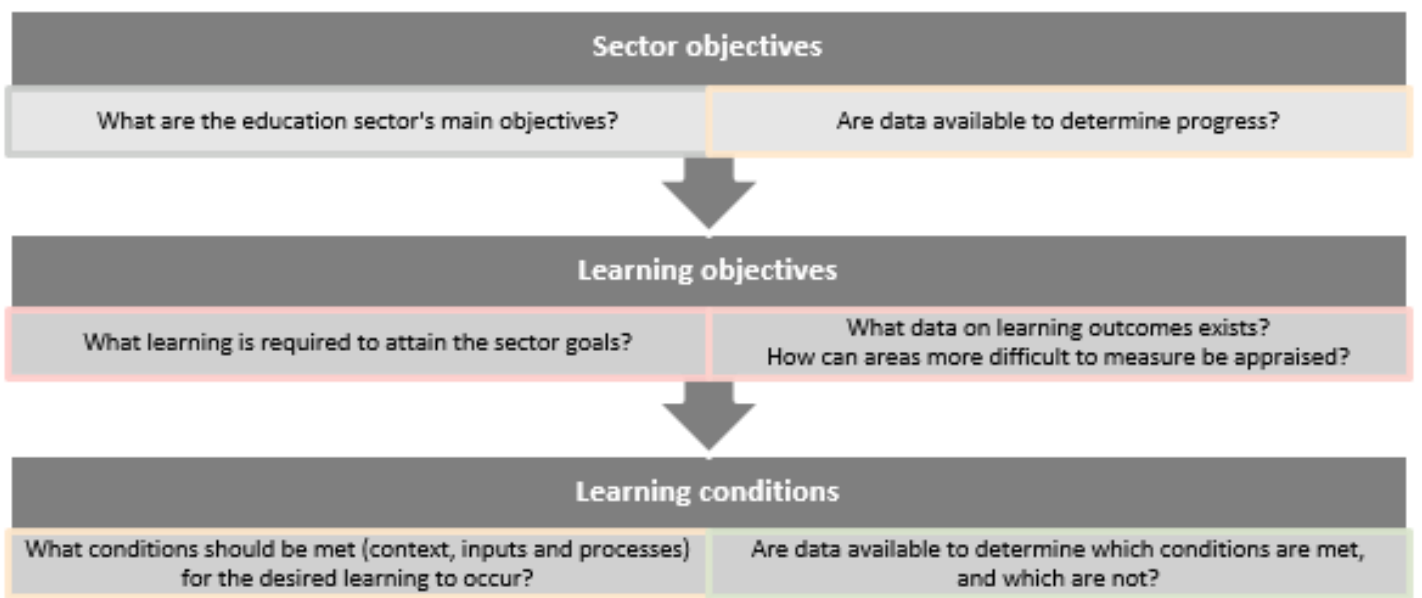 Sector objectives
What are the education sector's main objectives?
Are data available to determine progress?
Learning objectives
What learning is required to attain the sector goals?
What data on learning outcomes exists?
How can areas more difficult to measure be appraised?
Learning conditions
What conditions should be met (context, inputs and processes)
for the desired learning to occur?
Are data available to determine which conditions are met,
and which are not?